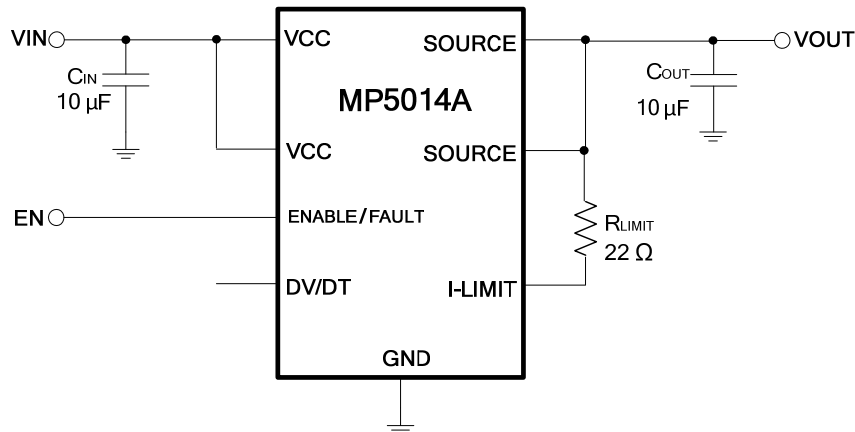 VIN
VCC
SOURCE
VOUT
CIN
10 µF
MP5014A
COUT
10 µF
VCC
SOURCE
EN
ENABLE/FAULT
RLIMIT
22 Ω
DV/DT
I-LIMIT
GND